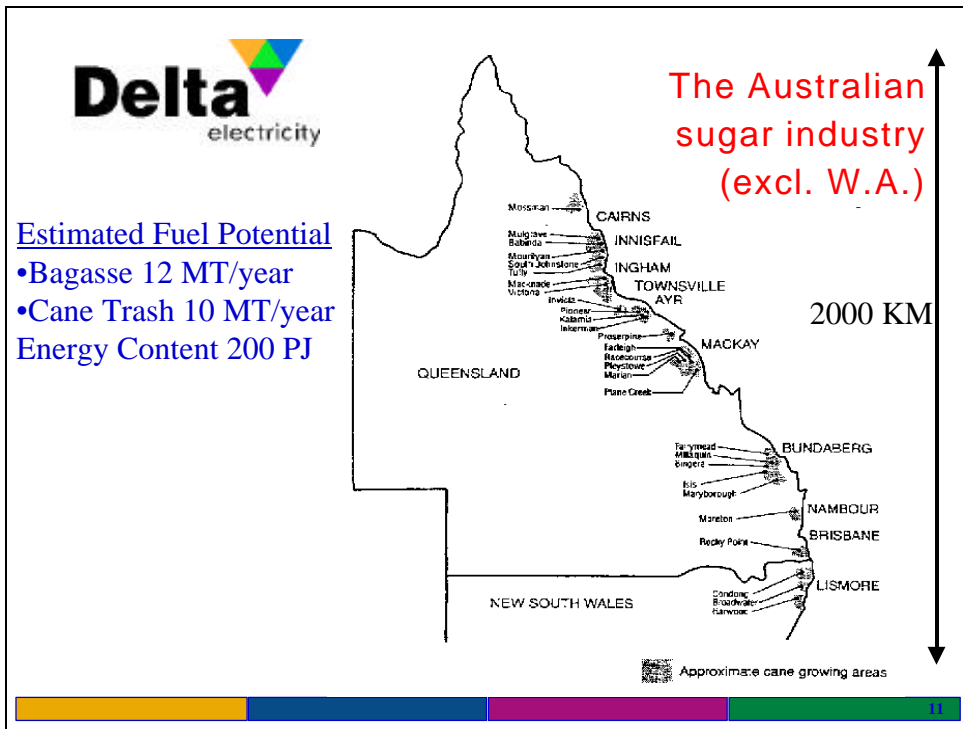 Delta
electricity
The Australian
sugar industry
(excl. W.A.)
Estimated Fuel Potential
•Bagasse 12 MT/year
•Cane Trash 10 MT/year
Energy Content 200 PJ
2000 KM
Mossman
CAIRNS
Mulgrave
Babinda
INNISFAIL
Mourilyan
South Johnstone
Tully
INGHAM
Macknade
Victoria
TOWNSVILLE
AYR
Invicta
Pioneer
Kalamia
Inkerman
Proserpine
MACKAY
Farleigh
Racecourse
Pleystowe
Marian
Plane Creek
QUEENSLAND
BUNDABERG
Millaquin
Bingera
Isis
Maryborough
NAMBOUR
Moreton
BRISBANE
Rocky Point
LISMORE
Condong
Broadwater
Harwood
NEW SOUTH WALES
Approximate cane growing areas
11